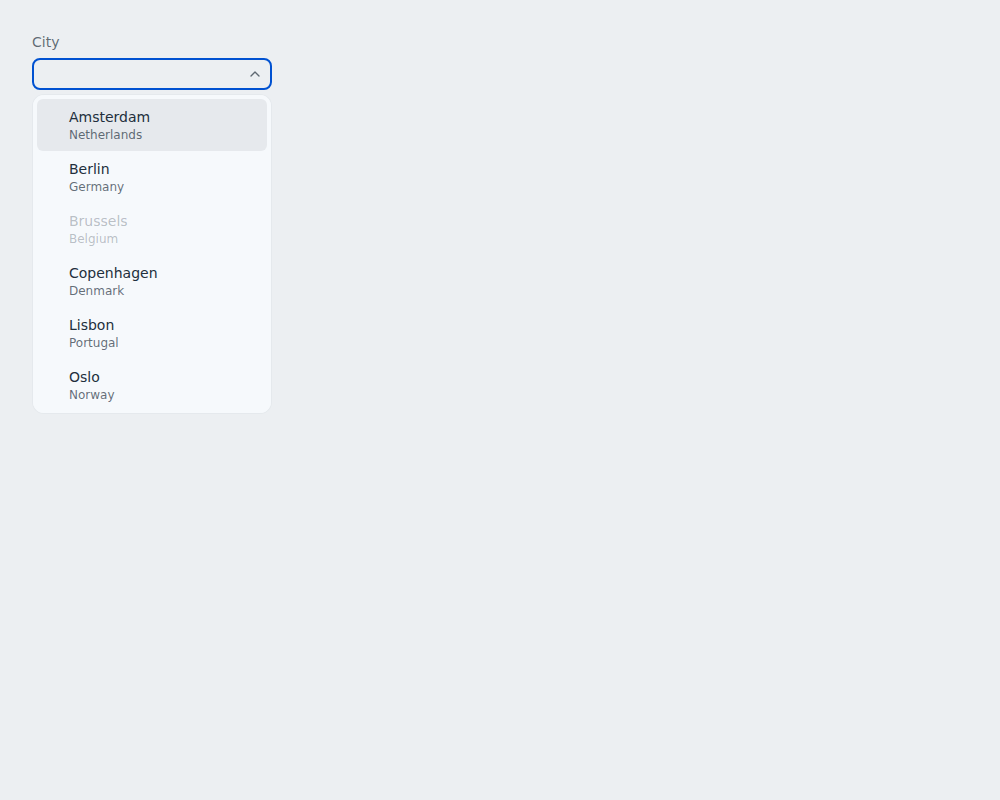 City
Amsterdam
Netherlands
Berlin
Germany
Brussels
Belgium
Copenhagen
Denmark
Lisbon
Portugal
Oslo
Norway